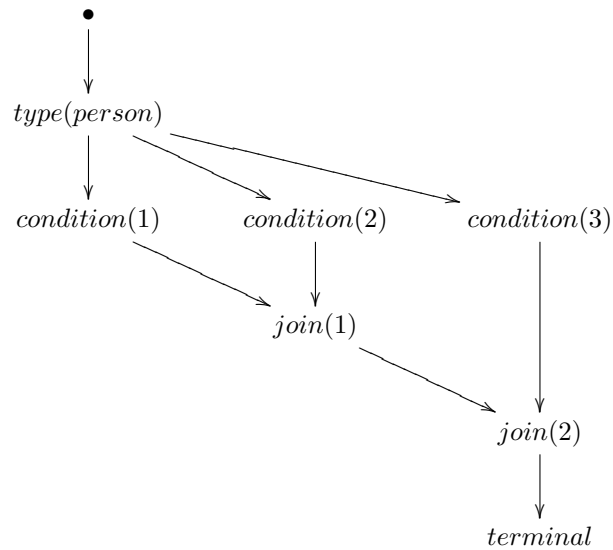 type(person)
condition(1) condition(2) condition(3)
join(1)
join(2)
terminal